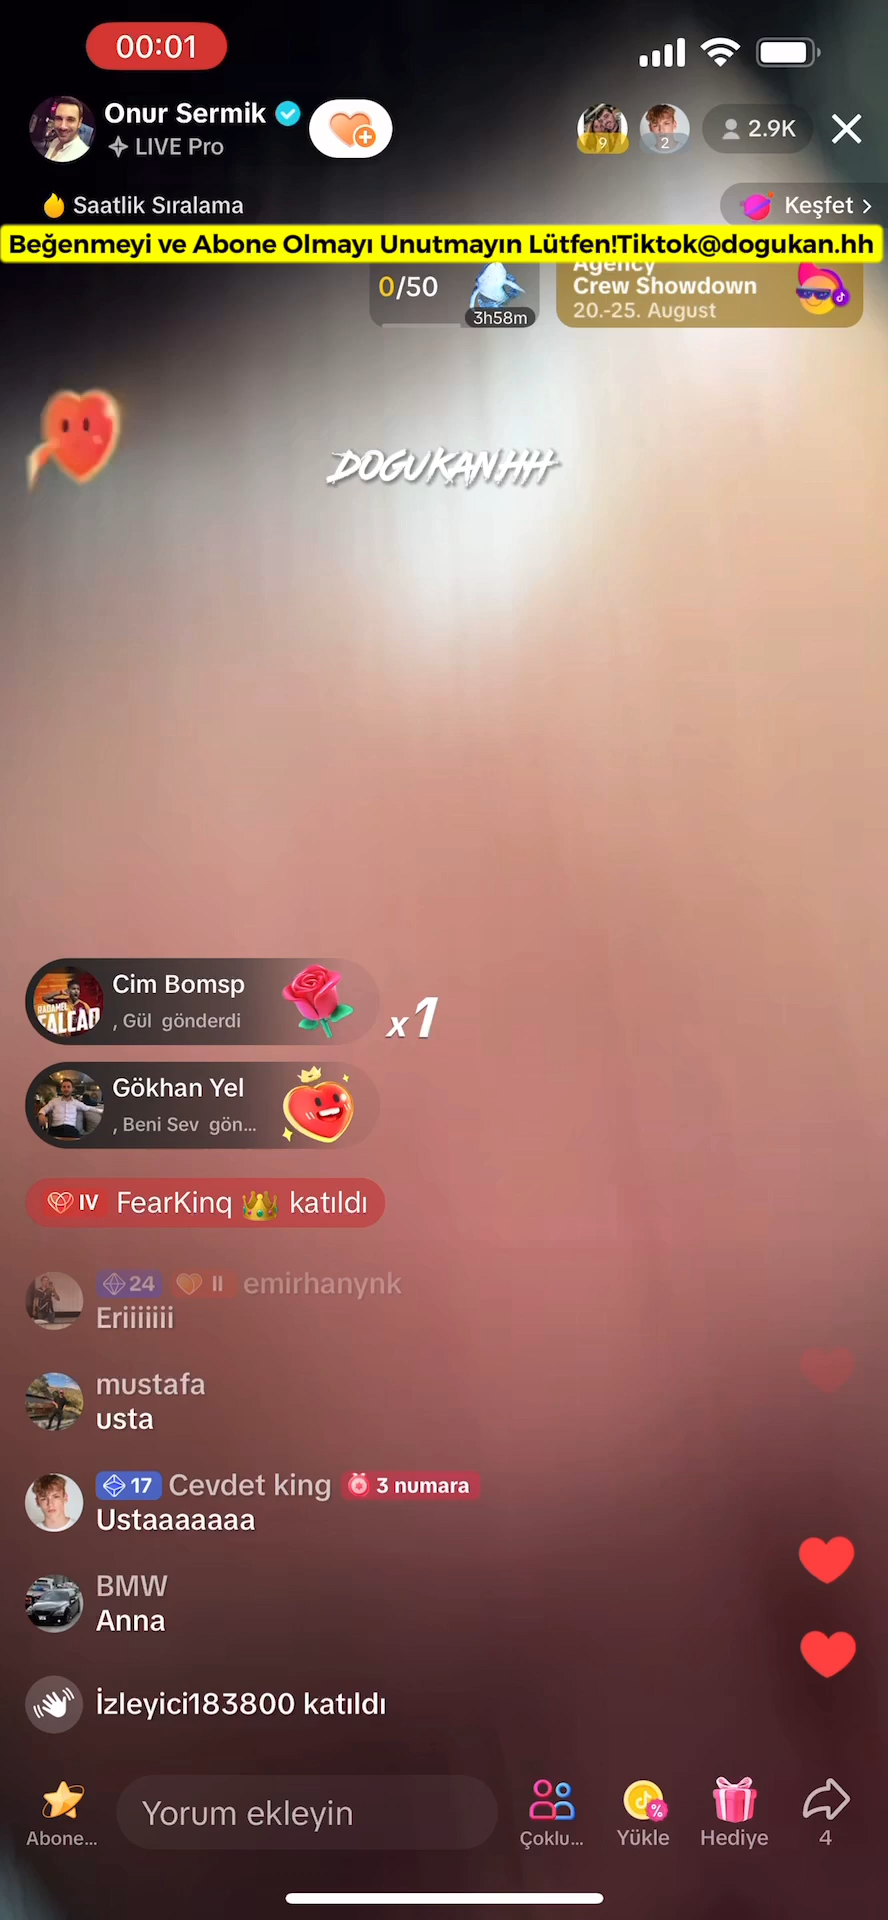 00:01
Onur Sermik
LIVE Pro
9
2
2.9K
Saatlik Sıralama
Keşfet >
Beğenmeyi ve Abone Olmayı Unutmayın Lütfen!Tiktok@dogukan.hh
0/50
3h58m
Agency
Crew Showdown
20.-25. August
DOGUKAN.HH
Cim Bomsp
, Gül gönderdi
x1
RADAMEL
FALCAO
Gökhan Yel
, Beni Sev gön...
IV FearKinq katıldı
24 II emirhanynk
Eriiiiiii
mustafa
usta
17 Cevdet king 3 numara
Ustaaaaaaa
BMW
Anna
İzleyici183800 katıldı
Yorum ekleyin
Abone...
Çoklu...
Yükle
Hediye
4